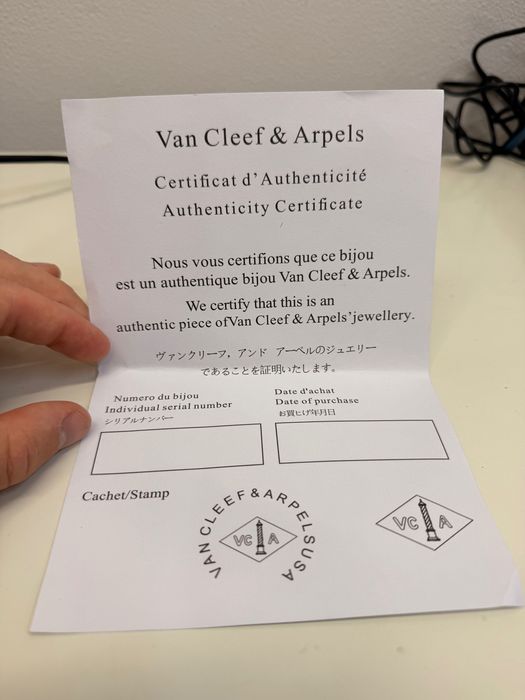 Van Cleef & Arpels
Certificat d'Authenticité
Authenticity Certificate
Nous vous certifions que ce bijou
est un authentique bijou Van Cleef & Arpels.
We certify that this is an
authentic piece ofVan Cleef & Arpels'jewellery.
ヴァンクリーフ，アンド アーペルのジュエリー
であることを証明いたします。
Numero du bijou
Individual serial number
シリアルナンバー
Date d'achat
Date of purchase
お買ヒげ年月日
Cachet/Stamp
VAN CLEEF & ARPELS USA
VC A
VC A